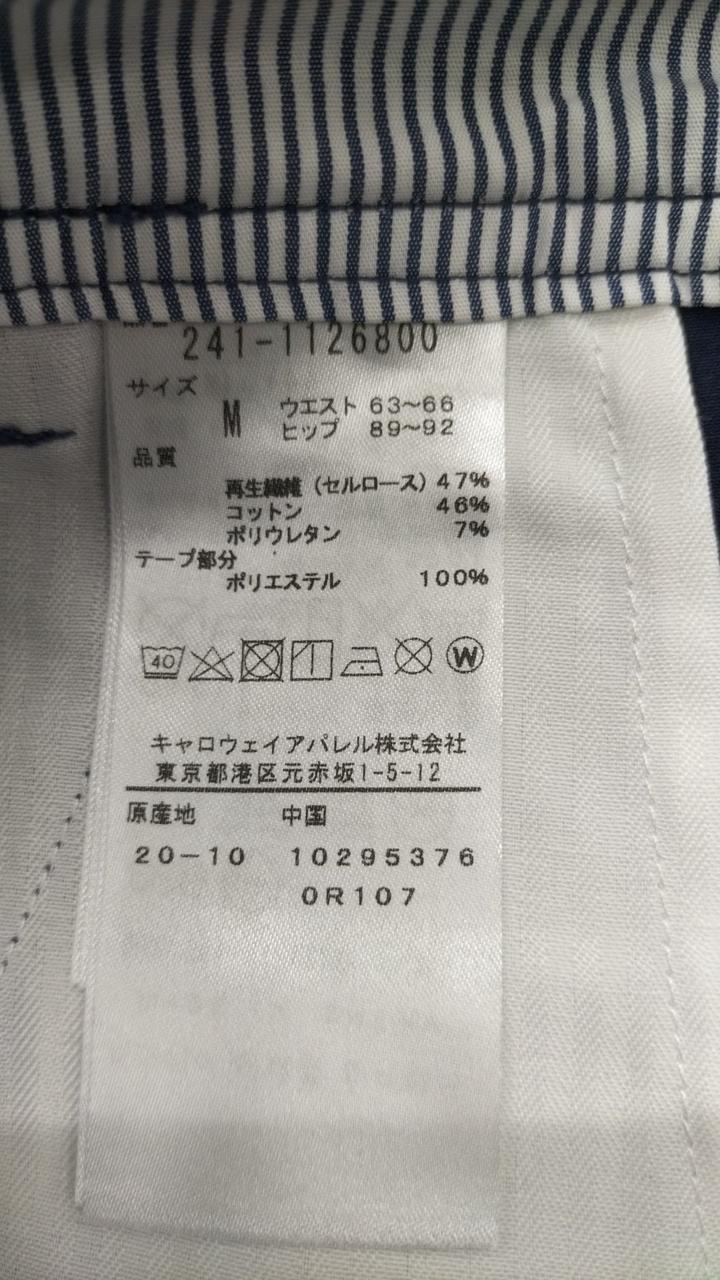 241-1126800
サイズ
M ウエスト 63〜66
ヒップ 89〜92
品質
再生繊維（セルロース）47%
コットン 46%
ポリウレタン 7%
テープ部分
ポリエステル 100%
40 W
キャロウェイアパレル株式会社
東京都港区元赤坂1-5-12
原産地 中国
20-10 10295376
0R107